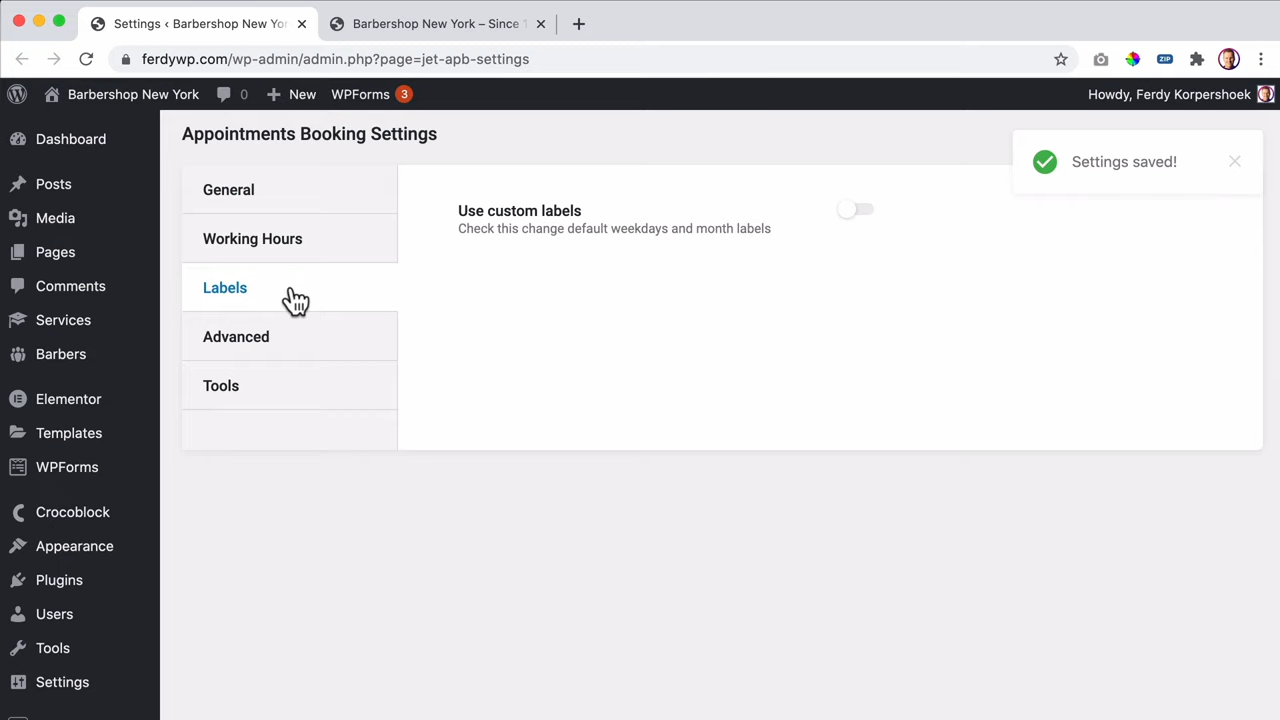 Settings ‹ Barbershop New Yor
Barbershop New York – Since 1
ferdywp.com/wp-admin/admin.php?page=jet-apb-settings
ZIP
Barbershop New York
0
New
WPForms 3
Howdy, Ferdy Korpershoek
Dashboard
Posts
Media
Pages
Comments
Services
Barbers
Elementor
Templates
WPForms
Crocoblock
Appearance
Plugins
Users
Tools
Settings
Appointments Booking Settings
General
Working Hours
Labels
Advanced
Tools
Use custom labels
Check this change default weekdays and month labels
Settings saved!